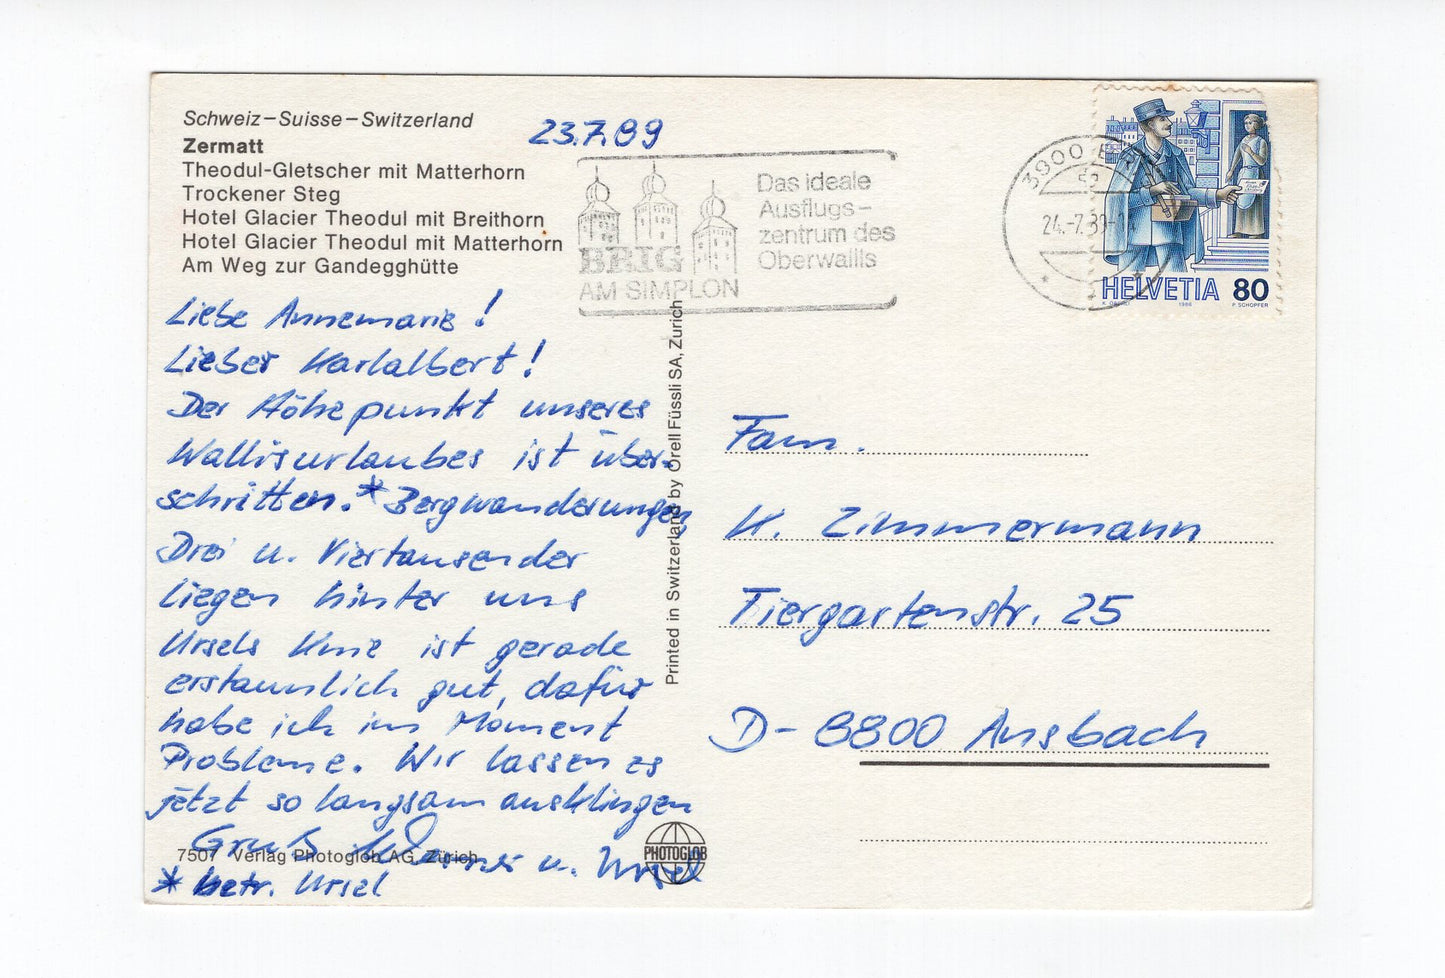 Schweiz–Suisse–Switzerland
Zermatt
Theodul-Gletscher mit Matterhorn
Trockener Steg
Hotel Glacier Theodul mit Breithorn
Hotel Glacier Theodul mit Matterhorn
Am Weg zur Gandegghütte
23.7.89
BRIG
AM SIMPLON
Das ideale
Ausflugs–
zentrum des
Oberwallis
3900
24.-7.89-
HELVETIA 80
1986 P. SCHOPFER
Liebe Annemarie!
Lieber Karlalbert!
Der Höhepunkt unseres
Wallisurlaubes ist über-
schritten. * Bergwanderungen
Drei u. Viertausender
liegen hinter uns
Ursels Knie ist gerade
erstaunlich gut, dafür
habe ich im Moment
Probleme. Wir lassen es
jetzt so langsam ausklingen
Gruß Werner u. Ursel
* betr. Ursel
7507 Verlag Photoglob AG, Zürich
PHOTOGLOB
Printed in Switzerland by Orell Füssli SA, Zurich
Fam.
K. Zimmermann
Tiergartenstr. 25
D- 8800 Ansbach